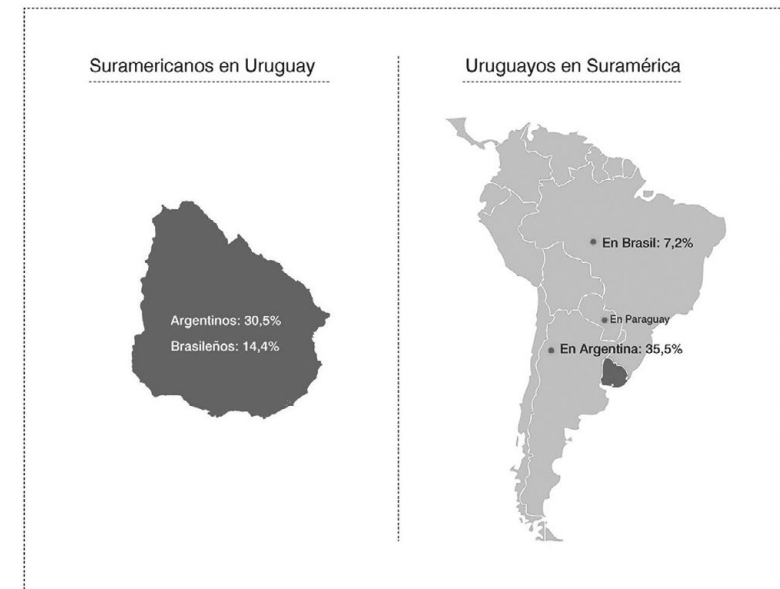 Suramericanos en Uruguay
Argentinos: 30,5%
Brasileños: 14,4%
Uruguayos en Suramérica
En Brasil: 7,2%
En Paraguay
En Argentina: 35,5%